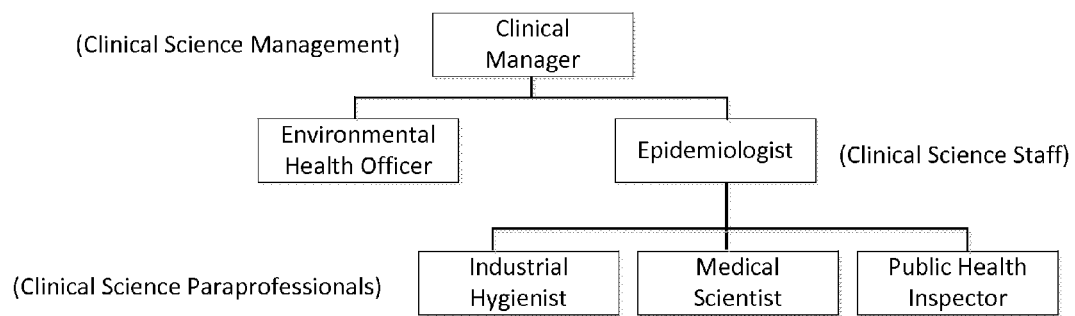 (Clinical Science Management)
Clinical
Manager
Environmental
Health Officer
Epidemiologist
(Clinical Science Staff)
(Clinical Science Paraprofessionals)
Industrial
Hygienist
Medical
Scientist
Public Health
Inspector